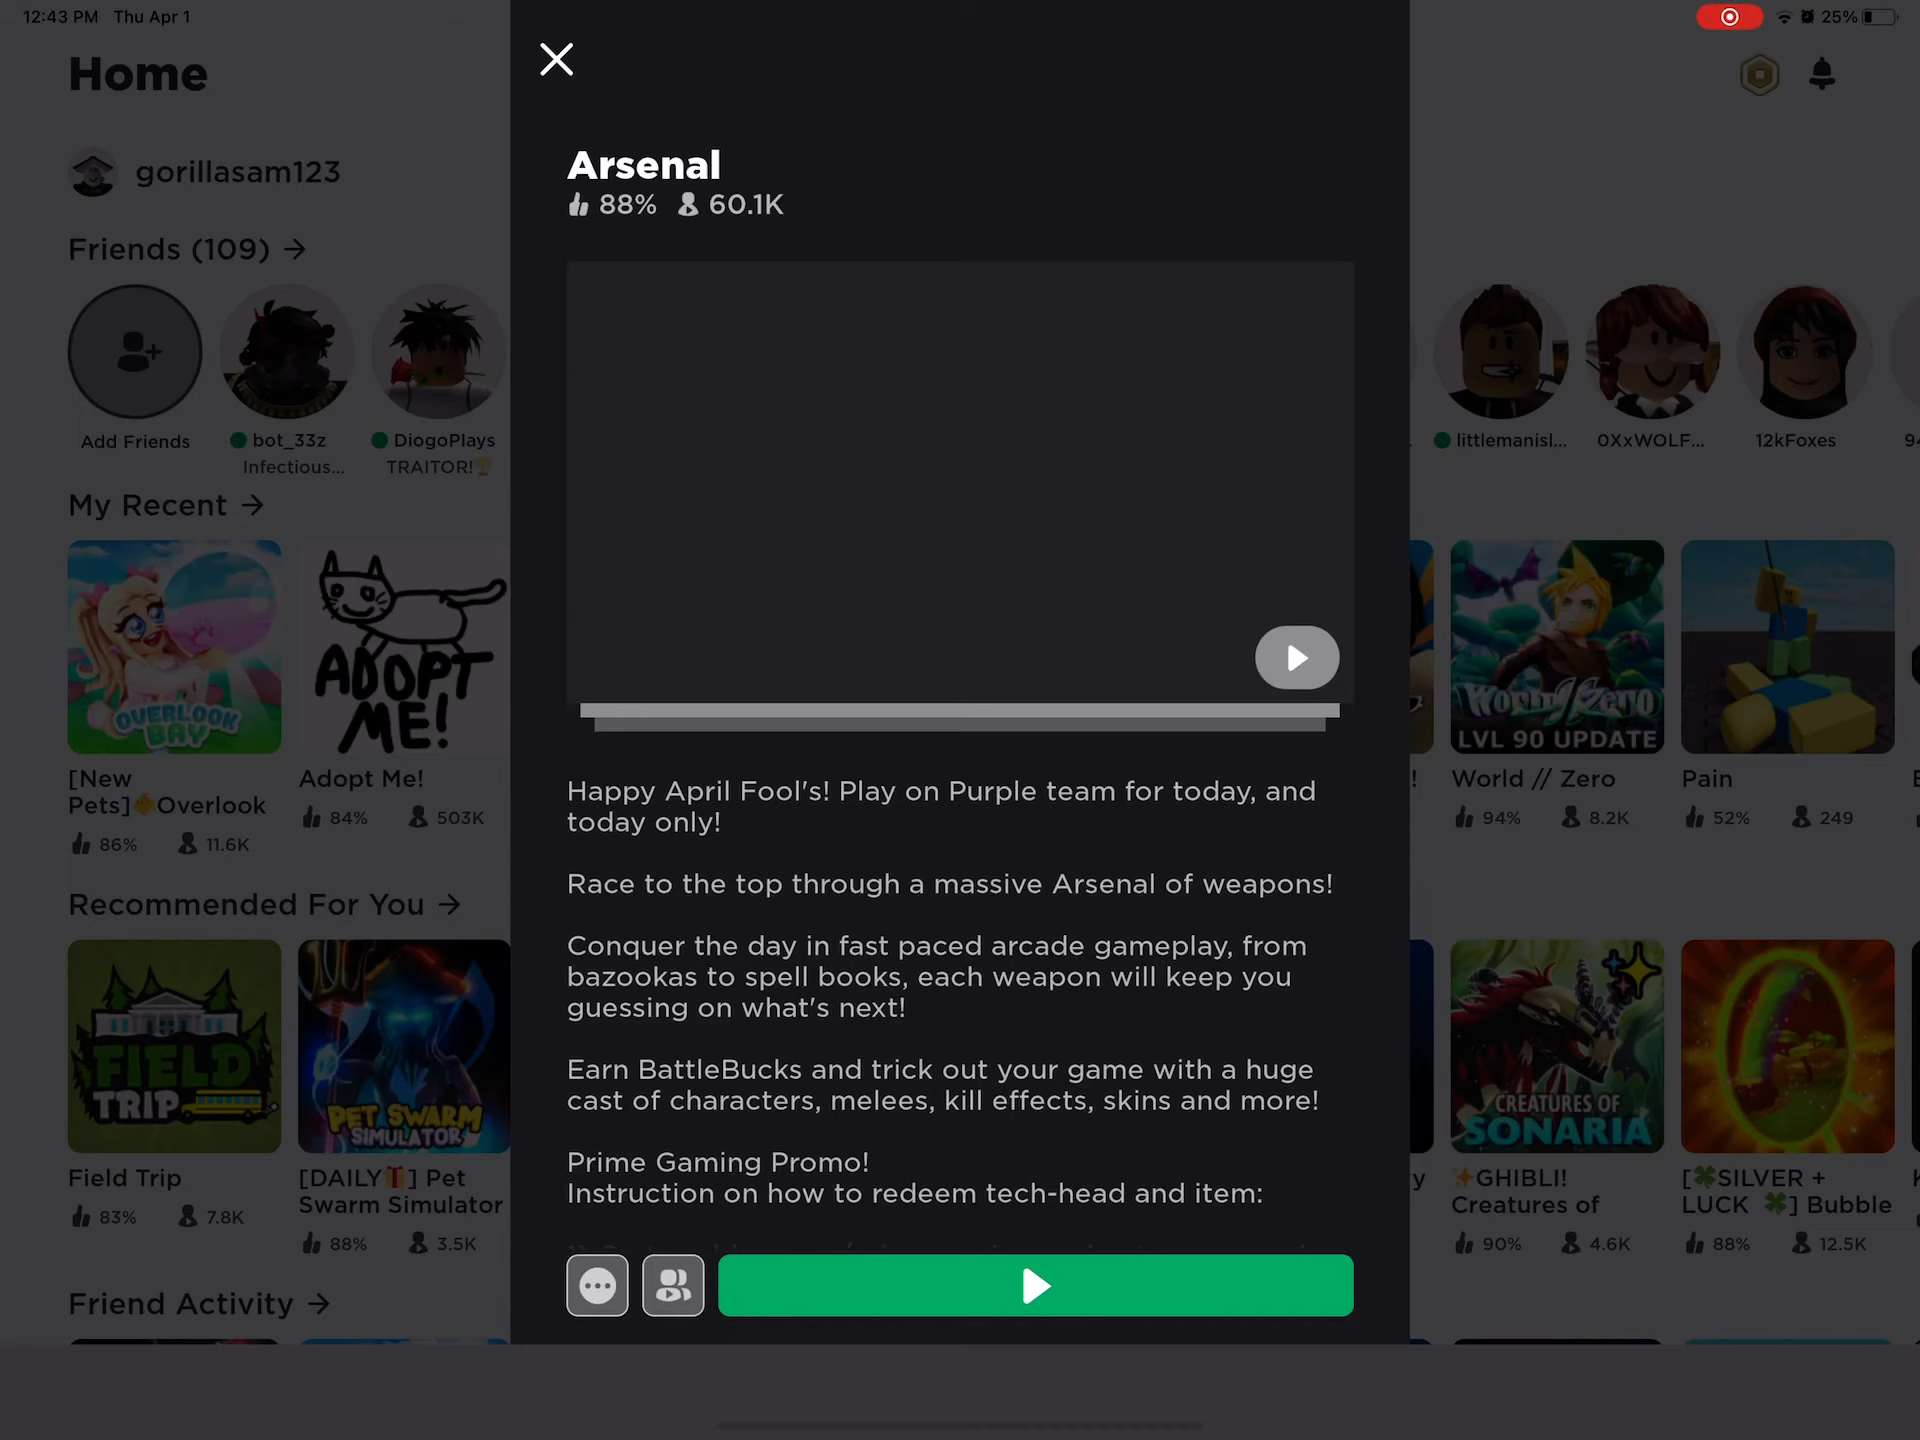 12:43 PM Thu Apr 1
25%
Home
gorillasam123
Friends (109) →
Add Friends
bot_33z
Infectious...
DiogoPlays
TRAITOR!🏆
littlemanisl...
0XxWOLF...
12kFoxes
94
My Recent →
OVERLOOK
BAY
ADOPT
ME!
World//Zero
LVL 90 UPDATE
[New
Pets]🐥Overlook
86% 11.6K
Adopt Me!
84% 503K
!
World // Zero
94% 8.2K
Pain
52% 249
Recommended For You →
FIELD
TRIP
PET SWARM
SIMULATOR
CREATURES OF
SONARIA
Field Trip
83% 7.8K
[DAILY🎁] Pet
Swarm Simulator
88% 3.5K
y
✨GHIBLI!
Creatures of
90% 4.6K
[🍀SILVER +
LUCK 🍀] Bubble
88% 12.5K
Friend Activity →
Arsenal
88% 60.1K
Happy April Fool's! Play on Purple team for today, and
today only!
Race to the top through a massive Arsenal of weapons!
Conquer the day in fast paced arcade gameplay, from
bazookas to spell books, each weapon will keep you
guessing on what's next!
Earn BattleBucks and trick out your game with a huge
cast of characters, melees, kill effects, skins and more!
Prime Gaming Promo!
Instruction on how to redeem tech-head and item: